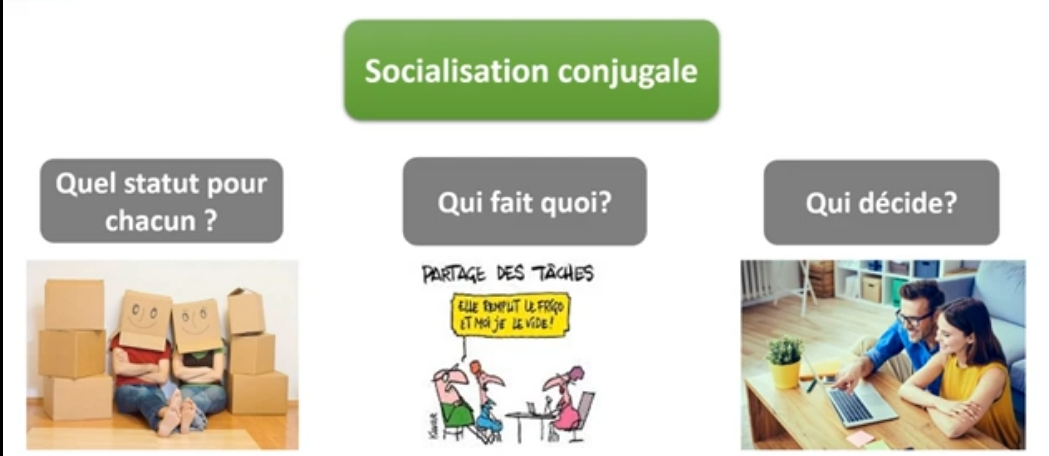 Socialisation conjugale
Quel statut pour
chacun ?
Qui fait quoi?
Qui décide?
PARTAGE DES TÂCHES
ELLE REMPLIT LE FRIGO
ET MOI JE LE VIDE!